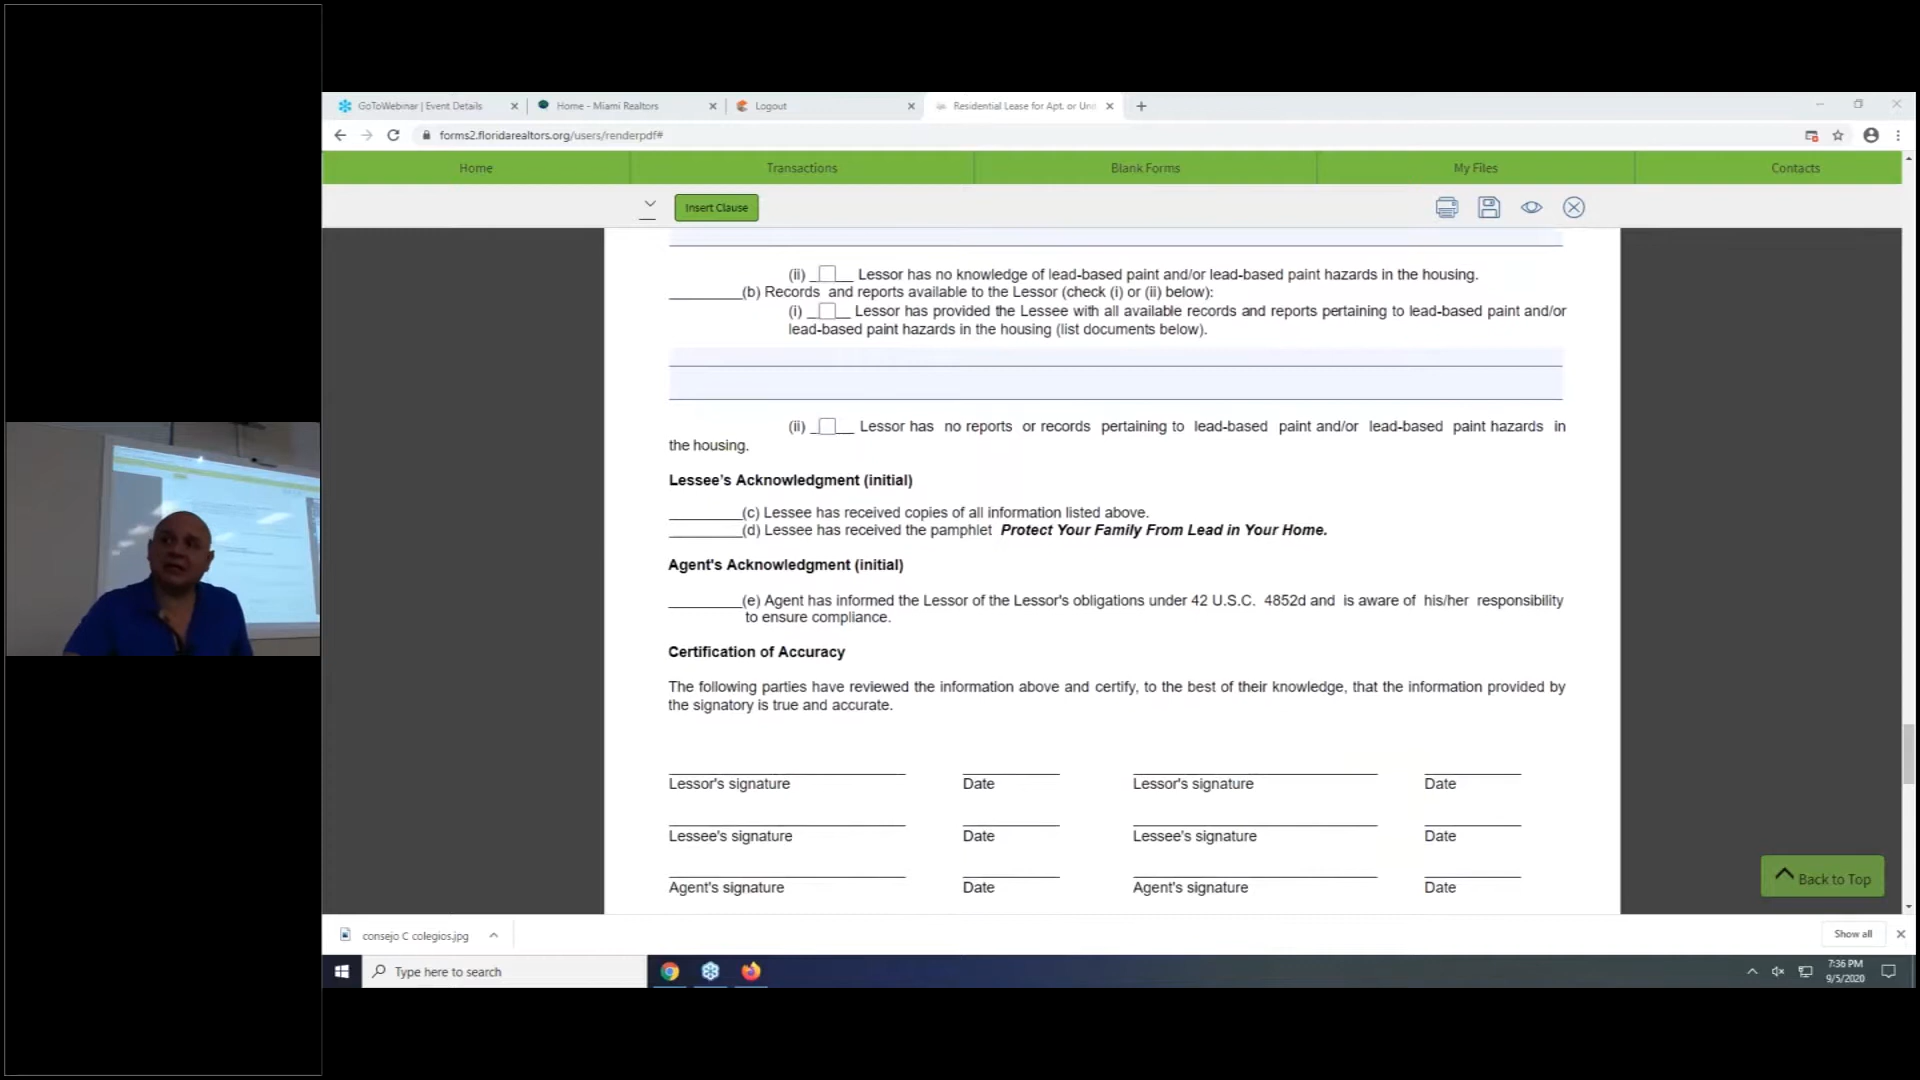 GoToWebinar | Event Details
Home - Miami Realtors
Logout
Residential Lease for Apt. or Uni
forms2.floridarealtors.org/users/renderpdf#
Home
Transactions
Blank Forms
My Files
Contacts
Insert Clause
(ii) ____ Lessor has no knowledge of lead-based paint and/or lead-based paint hazards in the housing.
_________(b) Records and reports available to the Lessor (check (i) or (ii) below):
(i) ____ Lessor has provided the Lessee with all available records and reports pertaining to lead-based paint and/or
lead-based paint hazards in the housing (list documents below).
(ii) ____ Lessor has no reports or records pertaining to lead-based paint and/or lead-based paint hazards in
the housing.
Lessee's Acknowledgment (initial)
_________(c) Lessee has received copies of all information listed above.
_________(d) Lessee has received the pamphlet Protect Your Family From Lead in Your Home.
Agent's Acknowledgment (initial)
_________(e) Agent has informed the Lessor of the Lessor's obligations under 42 U.S.C. 4852d and is aware of his/her responsibility
to ensure compliance.
Certification of Accuracy
The following parties have reviewed the information above and certify, to the best of their knowledge, that the information provided by
the signatory is true and accurate.
Lessor's signature Date Lessor's signature Date
Lessee's signature Date Lessee's signature Date
Agent's signature Date Agent's signature Date
Back to Top
consejo C colegios.jpg
Show all
Type here to search
7:36 PM
9/5/2020